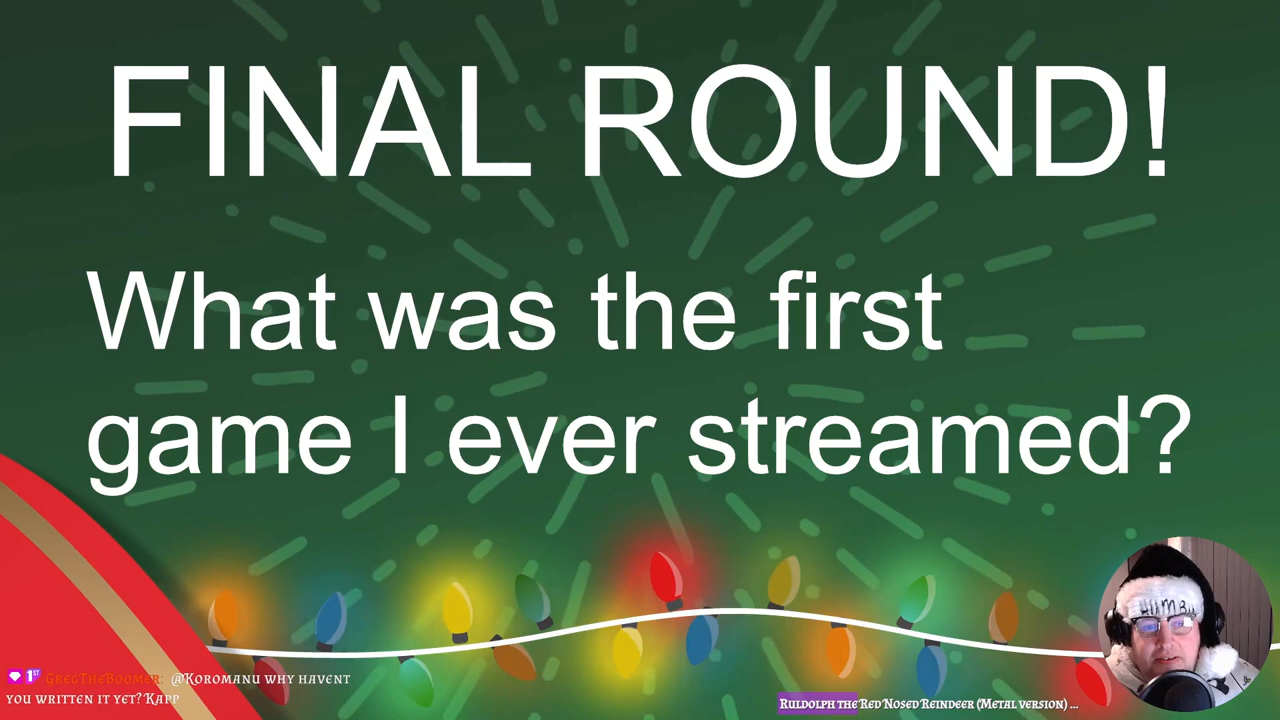 FINAL ROUND!
What was the first
game I ever streamed?
1ST GregTheBoomer: @Koromanu why havent
you written it yet? Kapp
Ruldolph the Red Nosed Reindeer (Metal version) ...